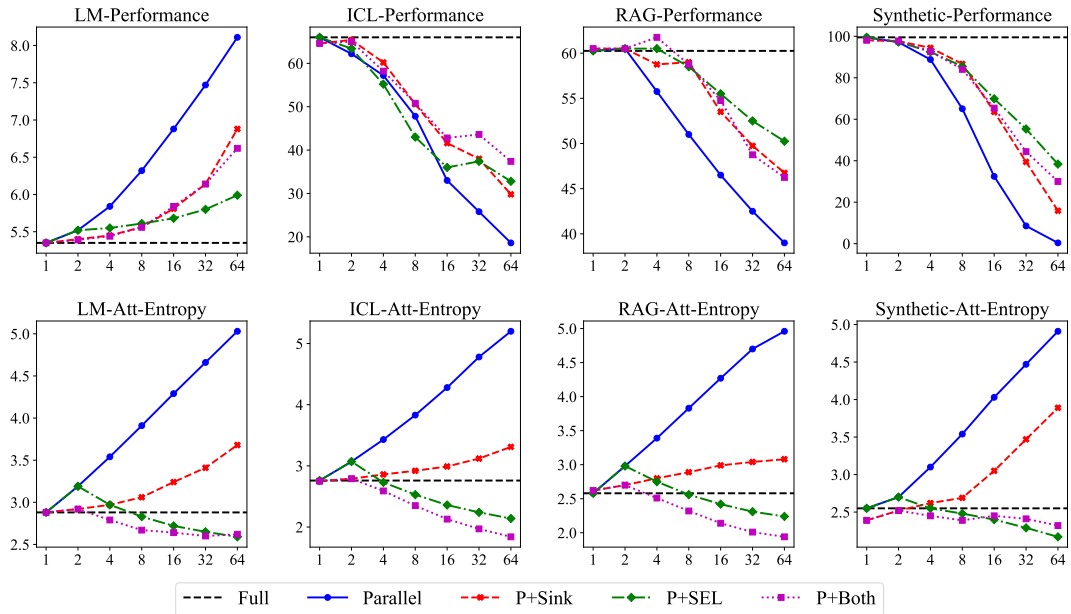 LM-Performance
8.0
7.5
7.0
6.5
6.0
5.5
1 2 4 8 16 32 64
ICL-Performance
60
50
40
30
20
1 2 4 8 16 32 64
RAG-Performance
60
55
50
45
40
1 2 4 8 16 32 64
Synthetic-Performance
100
80
60
40
20
0
1 2 4 8 16 32 64
LM-Att-Entropy
5.0
4.5
4.0
3.5
3.0
2.5
1 2 4 8 16 32 64
ICL-Att-Entropy
5
4
3
2
1 2 4 8 16 32 64
RAG-Att-Entropy
5.0
4.5
4.0
3.5
3.0
2.5
2.0
1 2 4 8 16 32 64
Synthetic-Att-Entropy
5.0
4.5
4.0
3.5
3.0
2.5
1 2 4 8 16 32 64
Full Parallel P+Sink P+SEL P+Both